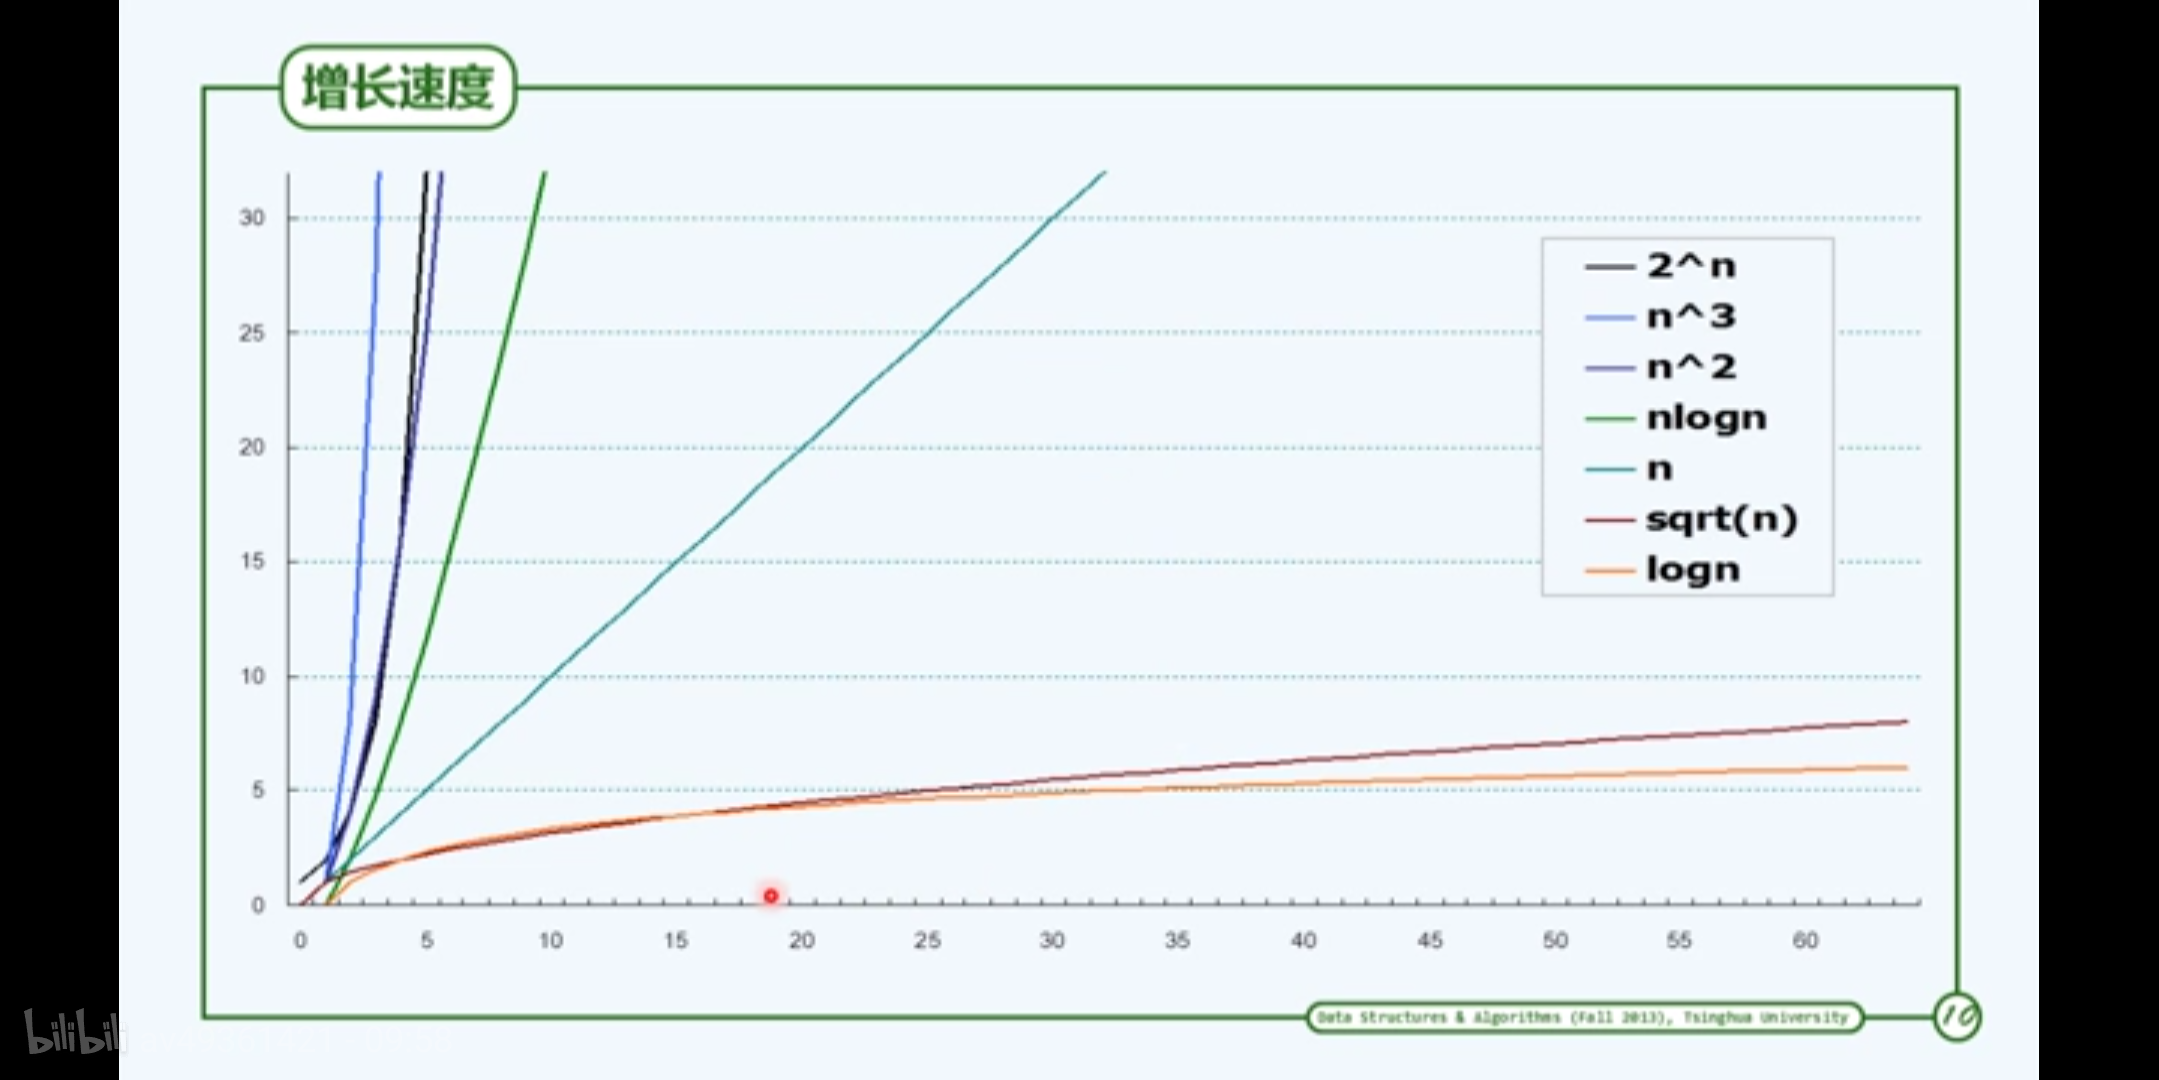 增长速度
30
25
20
15
10
5
0
0 5 10 15 20 25 30 35 40 45 50 55 60
2^n
n^3
n^2
nlogn
n
sqrt(n)
logn
Data Structures & Algorithms (Fall 2013), Tsinghua University
10
bilibili